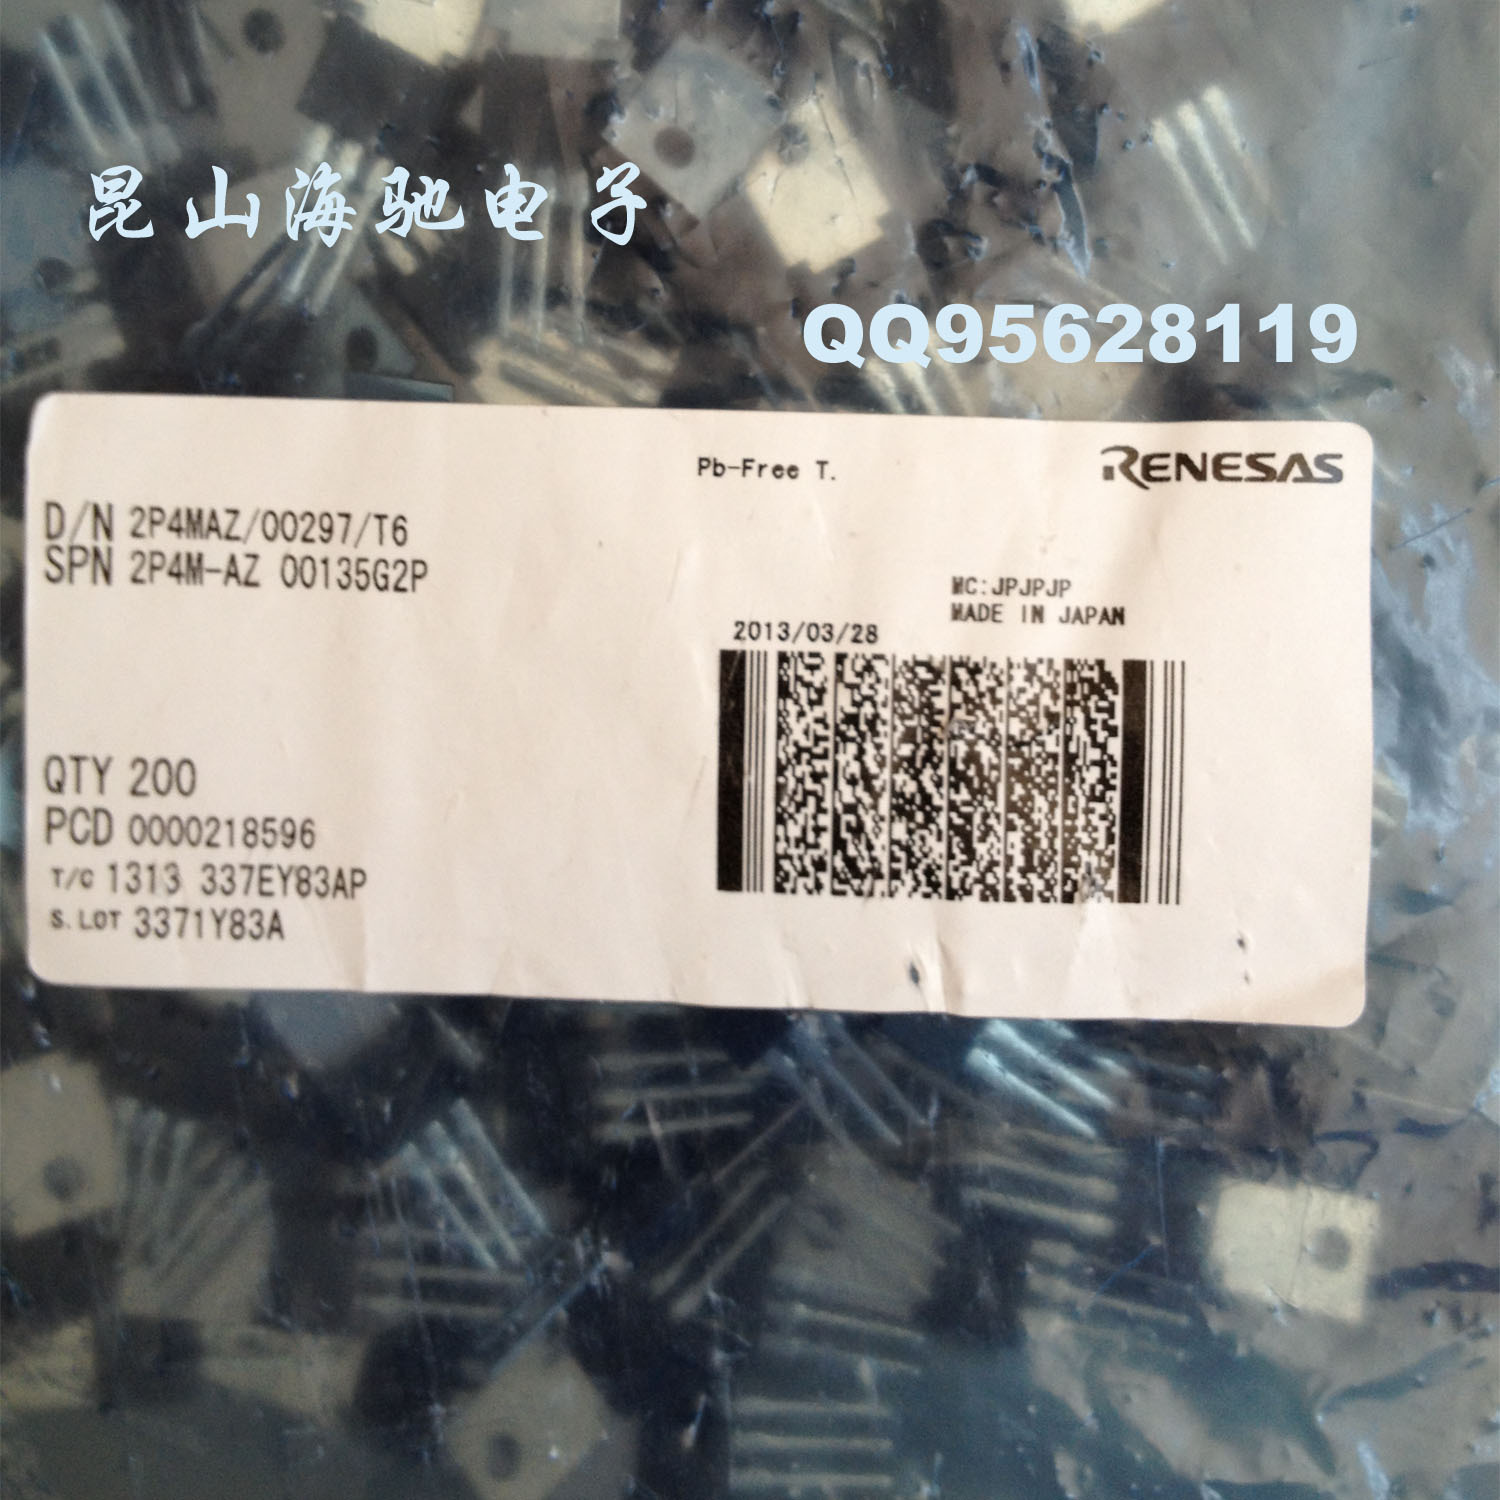 昆山海驰电子
QQ95628119
Pb-Free T.
RENESAS
D/N 2P4MAZ/00297/T6
SPN 2P4M-AZ 00135G2P
MC:JPJPJP
MADE IN JAPAN
2013/03/28
QTY 200
PCD 0000218596
T/C 1313 337EY83AP
S.LOT 3371Y83A